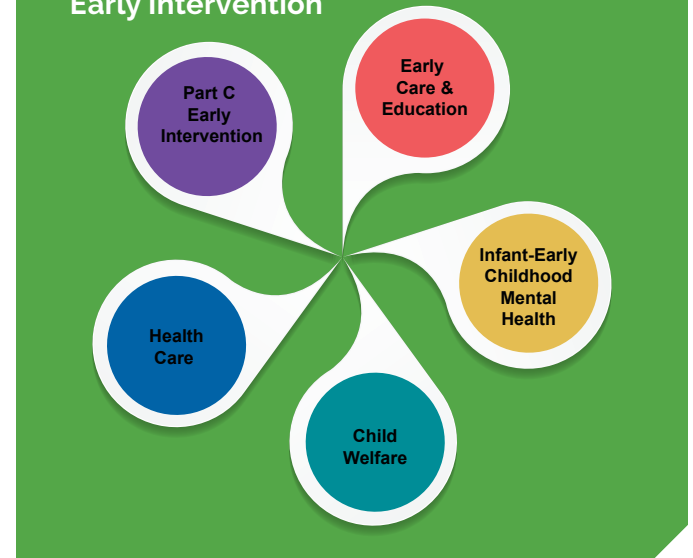 Early Intervention
Part C
Early
Intervention
Early
Care &
Education
Infant-Early
Childhood
Mental
Health
Child
Welfare
Health
Care